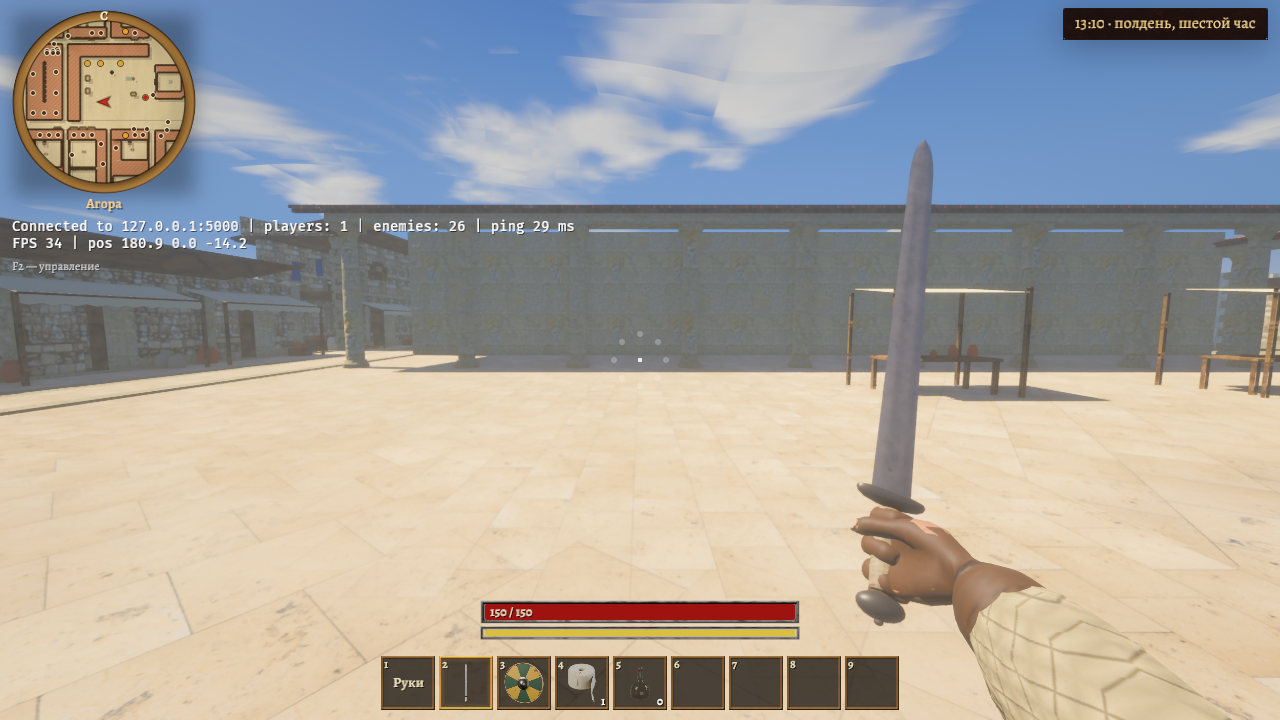 С
13:10 · полдень, шестой час
Агора
Connected to 127.0.0.1:5000 | players: 1 | enemies: 26 | ping 29 ms
FPS 34 | pos 180.9 0.0 -14.2
F2 — управление
150 / 150
1 2 3 4 5 6 7 8 9
Руки
1 0